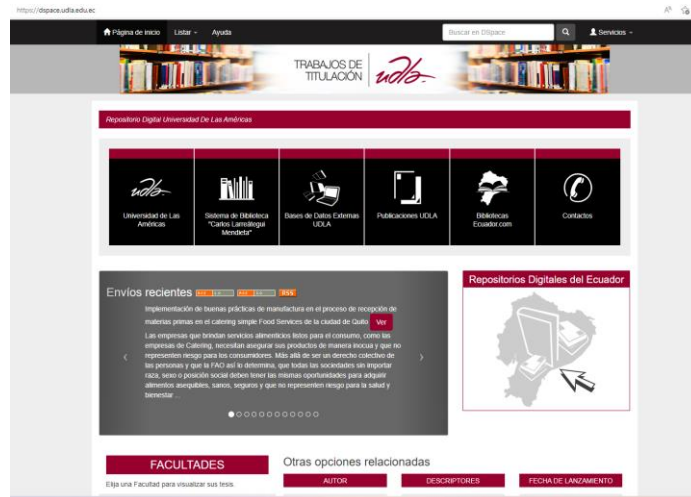 https://dspace.udla.edu.ec
Página de inicio Listar Ayuda Buscar en DSpace Servicios
TRABAJOS DE
TITULACIÓN
udla-
Repositorio Digital Universidad De Las Américas
udla-
Universidad de Las
Américas
Sistema de Biblioteca
"Carlos Larreátegui
Mendieta"
Bases de Datos Externas
UDLA
Publicaciones UDLA
Bibliotecas
Ecuador.com
Contactos
Envíos recientes
RSS
Implementación de buenas prácticas de
manufactura en el proceso de recepción de
materias primas en el catering simple Food Services de la ciudad de Quito Ver
Las empresas que brindan servicios alimenticios listos para el consumo, como las
empresas de Catering, necesitan asegurar sus productos de manera inocua y que no
representen riesgo para los consumidores. Más allá de ser un derecho colectivo de
las personas y que la FAO así lo determina, que todas las sociedades sin importar
raza, sexo o posición social deben tener las mismas oportunidades para adquirir
alimentos asequibles, sanos, seguros y que no representen riesgo para la salud y
bienestar ...
Repositorios Digitales del Ecuador
FACULTADES
Elija una Facultad para visualizar sus tesis.
Otras opciones relacionadas
AUTOR DESCRIPTORES FECHA DE LANZAMIENTO